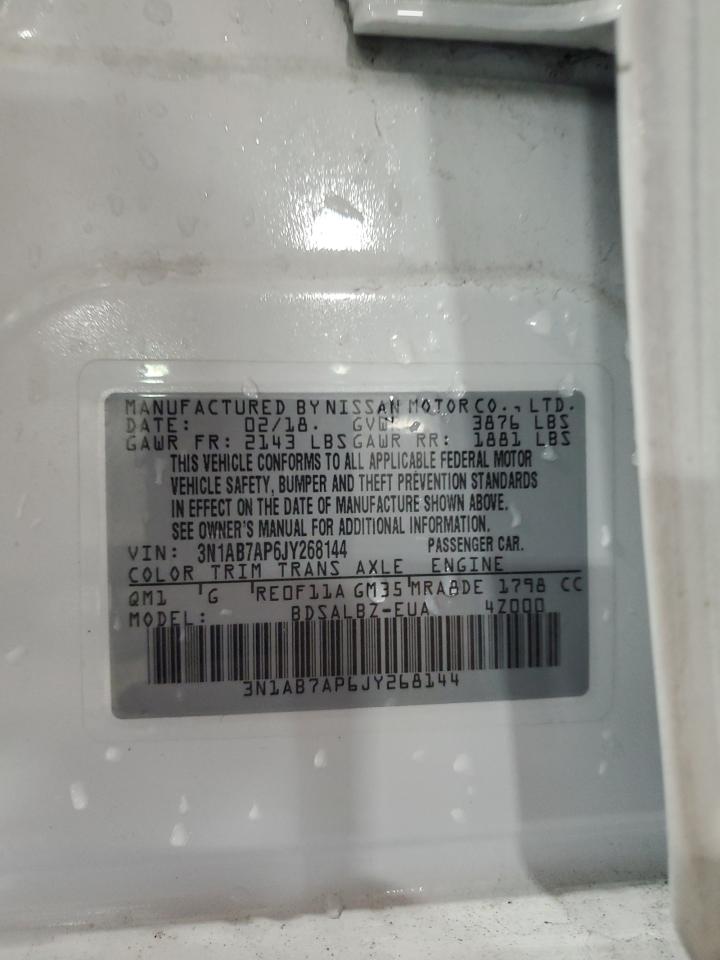 MANUFACTURED BY NISSAN MOTOR CO., LTD.
DATE: 02/18. GVWR 3876 LBS
GAWR FR: 2143 LBS GAWR RR: 1881 LBS
THIS VEHICLE CONFORMS TO ALL APPLICABLE FEDERAL MOTOR
VEHICLE SAFETY, BUMPER AND THEFT PREVENTION STANDARDS
IN EFFECT ON THE DATE OF MANUFACTURE SHOWN ABOVE.
SEE OWNER'S MANUAL FOR ADDITIONAL INFORMATION.
VIN: 3N1AB7AP6JY268144 PASSENGER CAR.
COLOR TRIM TRANS AXLE ENGINE
QM1 G RE0F11A GM35 MRA8DE 1798 CC
MODEL: BDSALBZ-EUA 4Z000
3N1AB7AP6JY268144